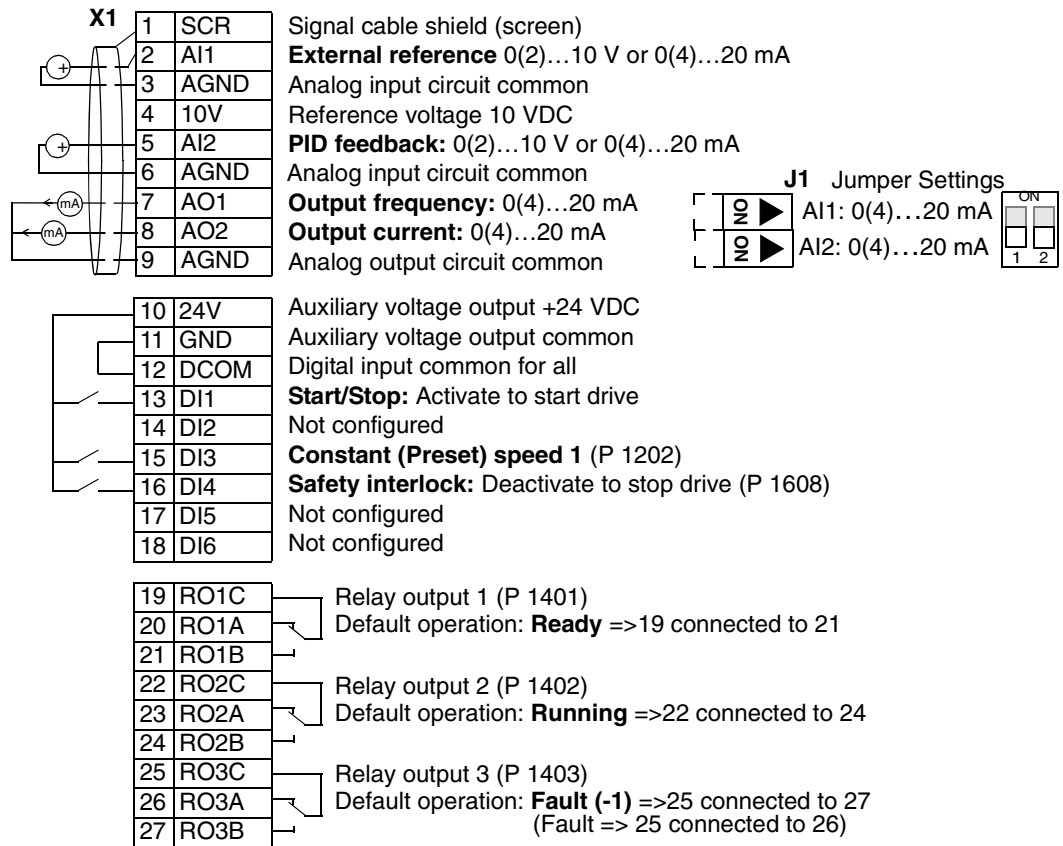 X1
1 SCR Signal cable shield (screen)
2 AI1 External reference 0(2)…10 V or 0(4)…20 mA
3 AGND Analog input circuit common
4 10V Reference voltage 10 VDC
5 AI2 PID feedback: 0(2)…10 V or 0(4)…20 mA
6 AGND Analog input circuit common
7 AO1 Output frequency: 0(4)…20 mA
8 AO2 Output current: 0(4)…20 mA
9 AGND Analog output circuit common
+
+
mA
mA
J1 Jumper Settings
ON AI1: 0(4)…20 mA
ON AI2: 0(4)…20 mA
ON
1 2
10 24V Auxiliary voltage output +24 VDC
11 GND Auxiliary voltage output common
12 DCOM Digital input common for all
13 DI1 Start/Stop: Activate to start drive
14 DI2 Not configured
15 DI3 Constant (Preset) speed 1 (P 1202)
16 DI4 Safety interlock: Deactivate to stop drive (P 1608)
17 DI5 Not configured
18 DI6 Not configured
19 RO1C Relay output 1 (P 1401)
20 RO1A Default operation: Ready =>19 connected to 21
21 RO1B
22 RO2C Relay output 2 (P 1402)
23 RO2A Default operation: Running =>22 connected to 24
24 RO2B
25 RO3C Relay output 3 (P 1403)
26 RO3A Default operation: Fault (-1) =>25 connected to 27
27 RO3B (Fault => 25 connected to 26)